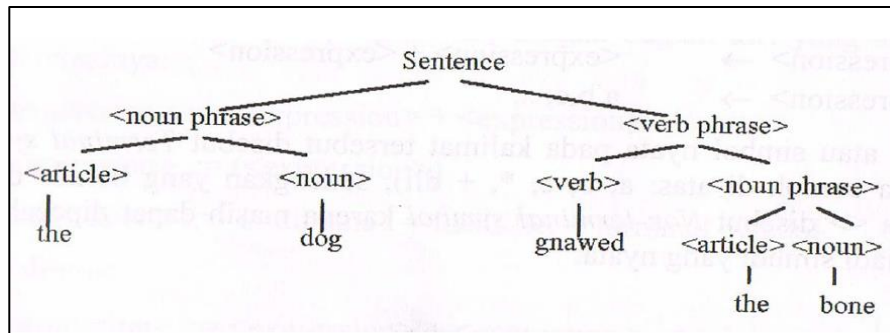 Sentence
<noun phrase> <verb phrase>
<article> <noun> <verb> <noun phrase>
the dog gnawed <article> <noun>
the bone